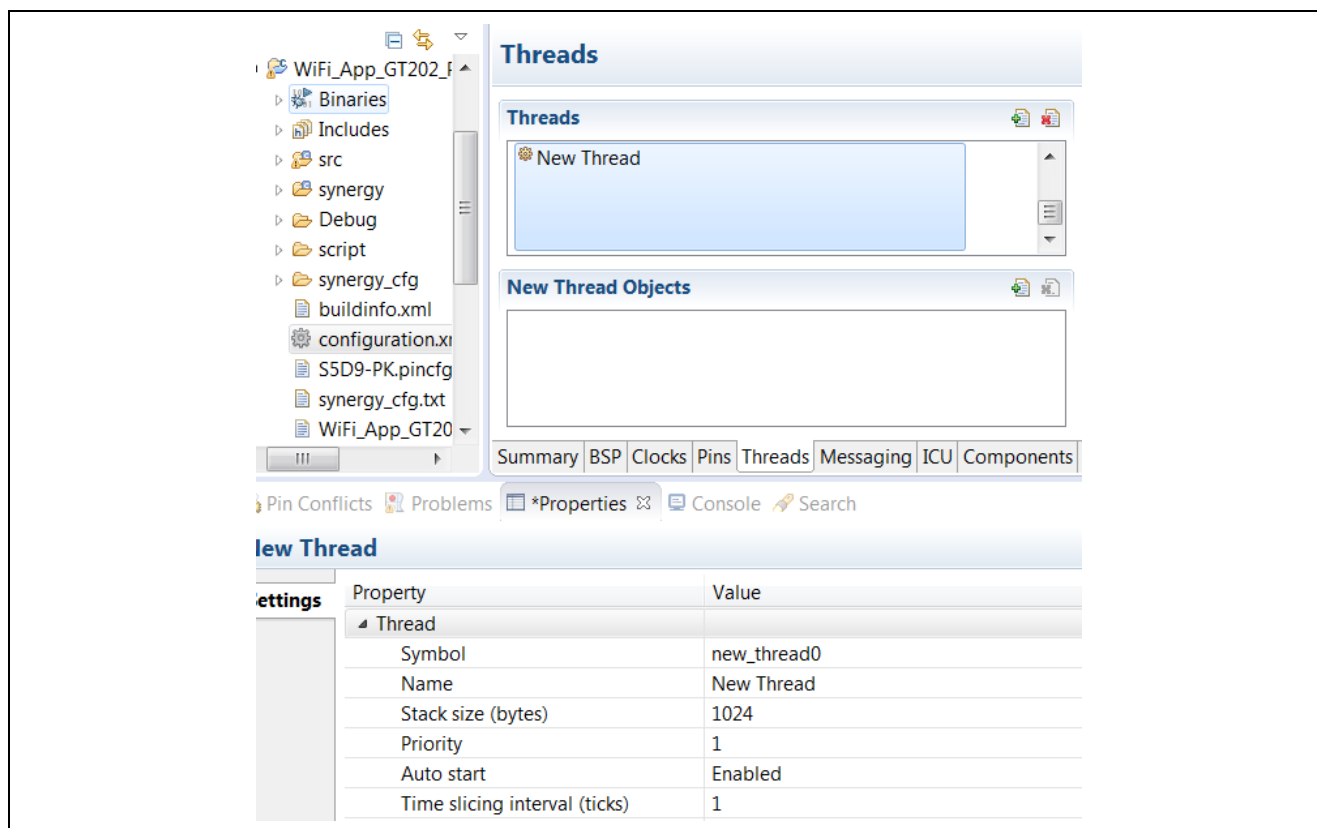 WiFi_App_GT202_
Binaries
Includes
src
synergy
Debug
script
synergy_cfg
buildinfo.xml
configuration.x
S5D9-PK.pincfg
synergy_cfg.txt
WiFi_App_GT20
Threads
Threads
New Thread
New Thread Objects
Summary BSP Clocks Pins Threads Messaging ICU Components
Pin Conflicts Problems *Properties Console Search
lew Thread
ettings
Property Value
Thread
Symbol new_thread0
Name New Thread
Stack size (bytes) 1024
Priority 1
Auto start Enabled
Time slicing interval (ticks) 1